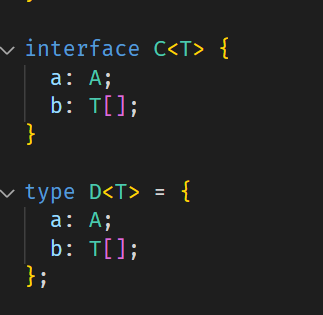 interface C<T> {
  a: A;
  b: T[];
}
type D<T> = {
  a: A;
  b: T[];
};